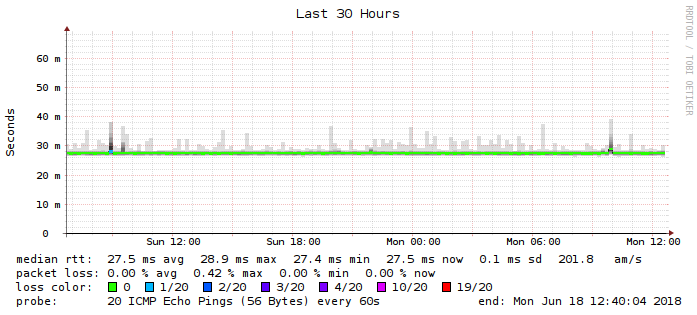 Last 30 Hours
RRDTOOL / TOBI OETIKER
Seconds
60 m
50 m
40 m
30 m
20 m
10 m
0
Sun 12:00 Sun 18:00 Mon 00:00 Mon 06:00 Mon 12:00
median rtt: 27.5 ms avg 28.9 ms max 27.4 ms min 27.5 ms now 0.1 ms sd 201.8 am/s
packet loss: 0.00 % avg 0.42 % max 0.00 % min 0.00 % now
loss color: 0 1/20 2/20 3/20 4/20 10/20 19/20
probe: 20 ICMP Echo Pings (56 Bytes) every 60s end: Mon Jun 18 12:40:04 2018